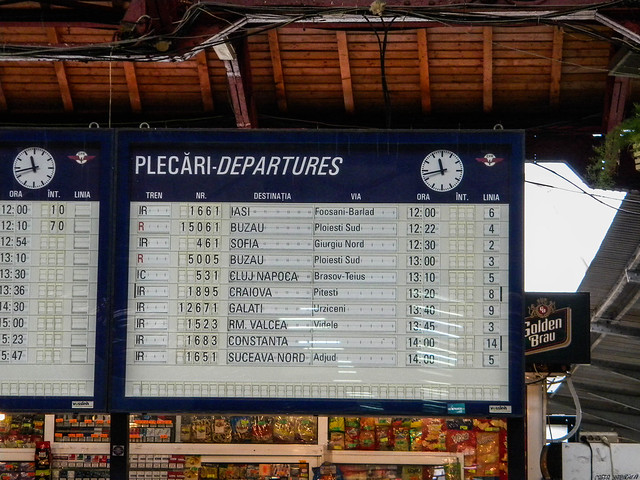 ORA ÎNT. LINIA
12:00 10
12:10 70
12:54
13:10
13:30
13:36
14:30
15:00
5:23
5:47
PLECĂRI-DEPARTURES
TREN NR. DESTINAȚIA VIA ORA ÎNT. LINIA
IR 1661 IASI Foosani-Barlad 12:00 6
R 15061 BUZAU Ploiesti Sud 12:22 4
IR 461 SOFIA Giurgiu Nord 12:30 2
R 5005 BUZAU Ploiesti Sud 13:00 3
IC 531 CLUJ NAPOCA Brasov-Teius 13:10 5
IR 1895 CRAIOVA Pitesti 13:20 8
IR 12671 GALATI Urziceni 13:40 9
IR 1523 RM. VALCEA Videle 13:45 3
IR 1683 CONSTANTA 14:00 14
IR 1651 SUCEAVA NORD Adjud 14:00 5
Golden
Brau